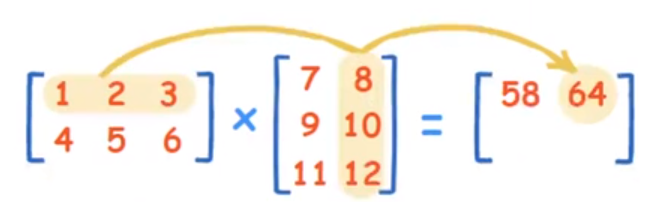 [1 2 3] × [7 8] = [58 64]
[4 5 6] [9 10]
[11 12]